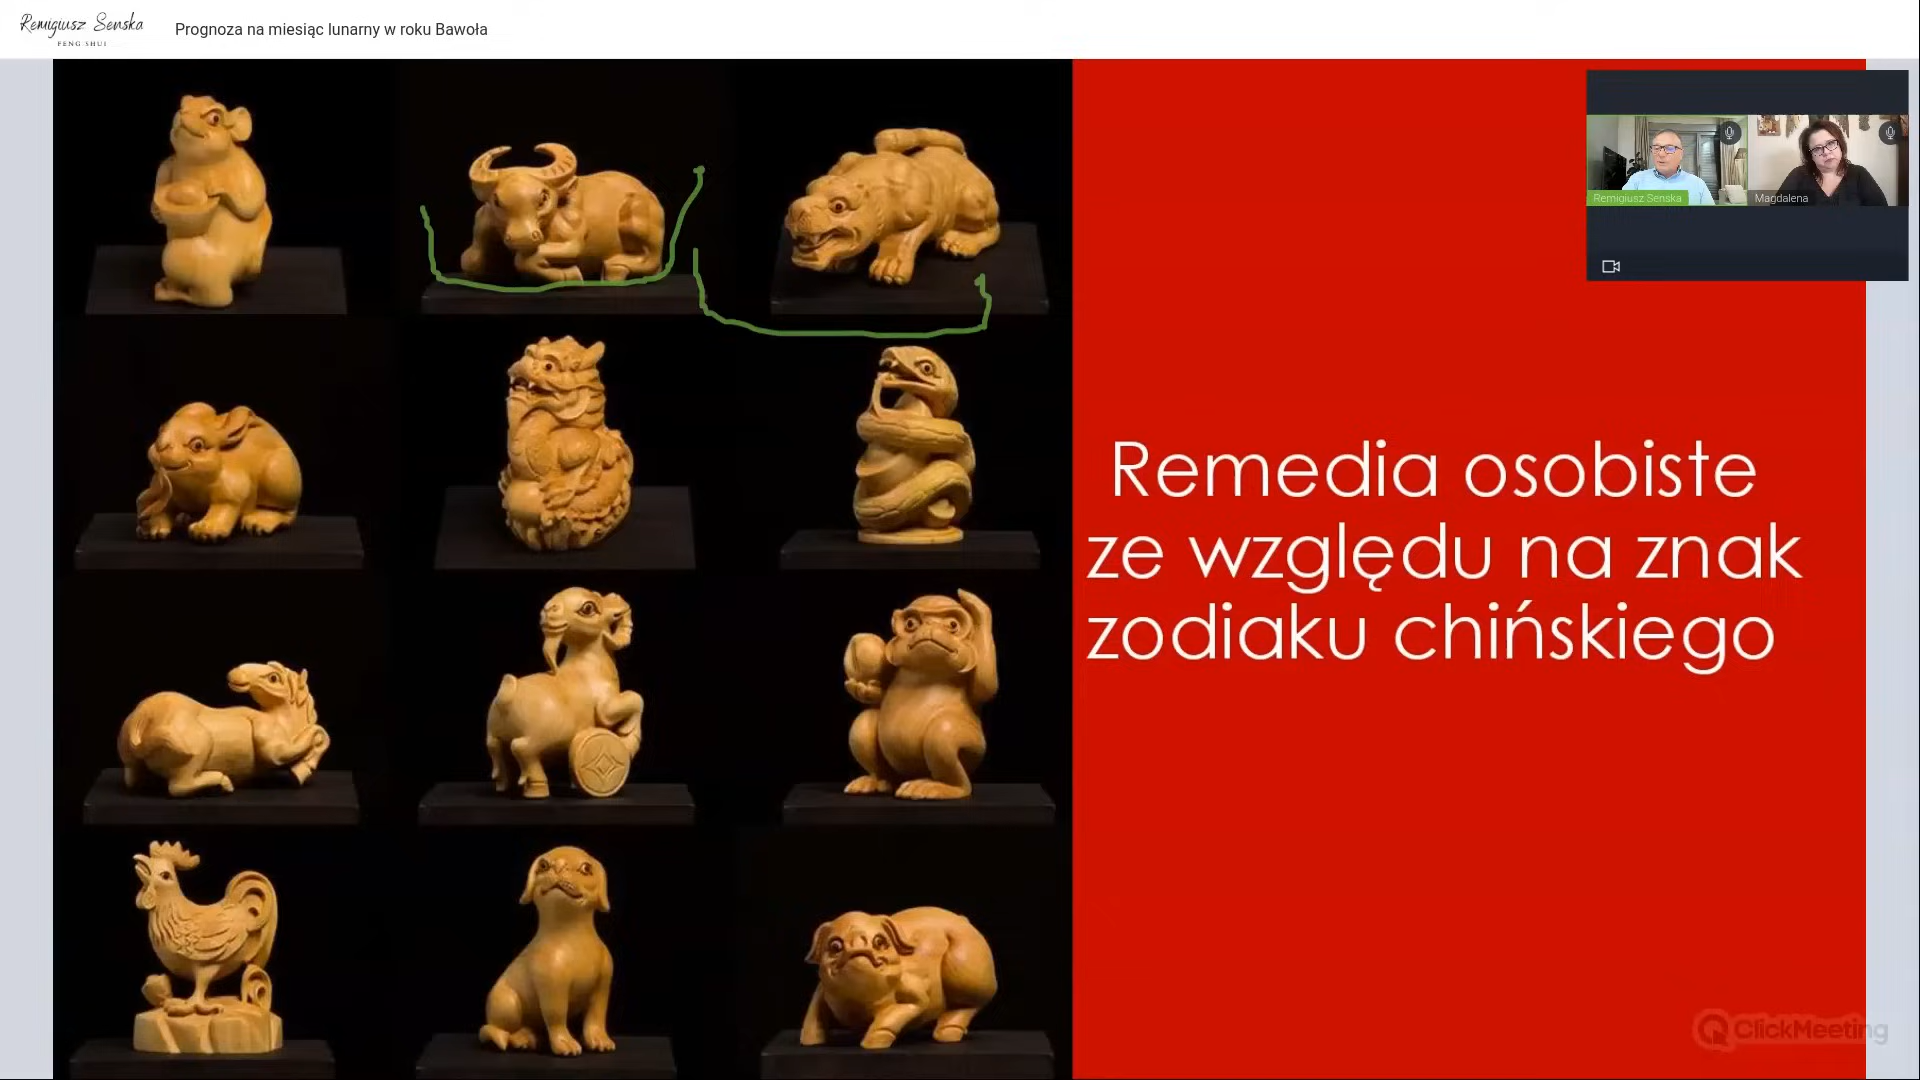 Remigiusz Senska
FENG SHUI
Prognoza na miesiąc lunarny w roku Bawoła
Remigiusz Senska
Magdalena
Remedia osobiste
ze względu na znak
zodiaku chińskiego
ClickMeeting